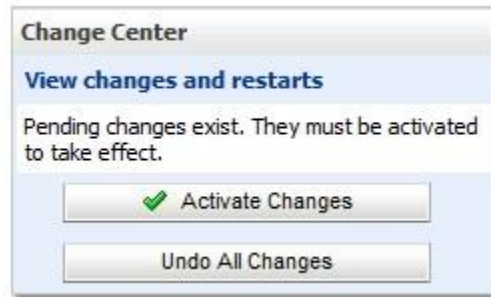 Change Center
View changes and restarts
Pending changes exist. They must be activated
to take effect.
Activate Changes
Undo All Changes